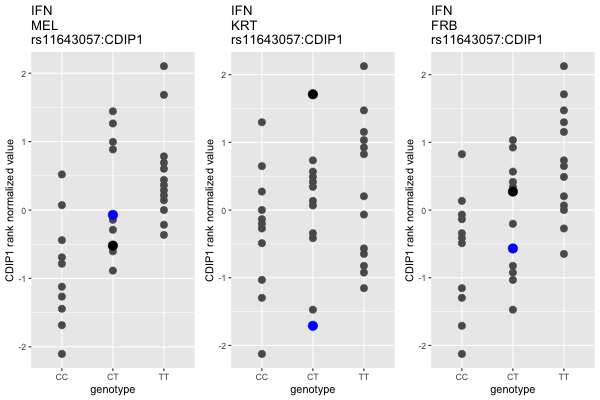 IFN
MEL
rs11643057:CDIP1
CDIP1 rank normalized value
2
1
0
-1
-2
CC
CT
TT
genotype
IFN
KRT
rs11643057:CDIP1
CDIP1 rank normalized value
2
1
0
-1
-2
CC
CT
TT
genotype
IFN
FRB
rs11643057:CDIP1
CDIP1 rank normalized value
2
1
0
-1
-2
CC
CT
TT
genotype